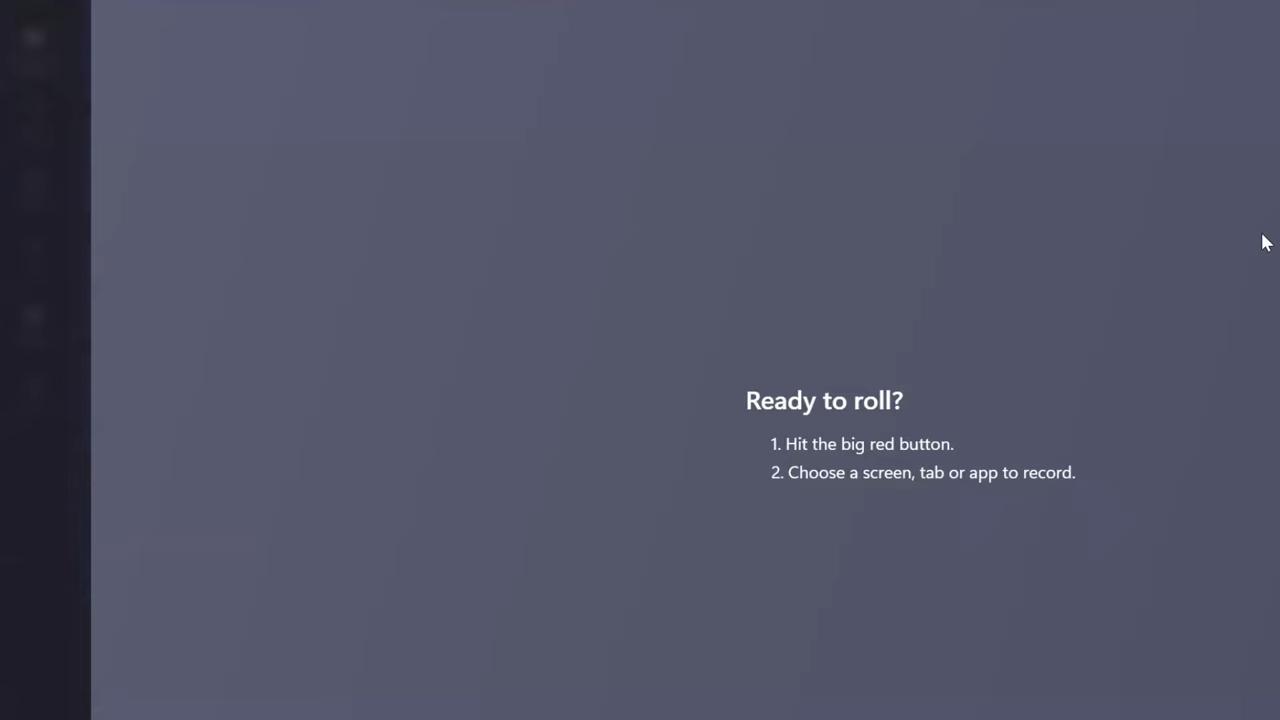 Ready to roll?
1. Hit the big red button.
2. Choose a screen, tab or app to record.